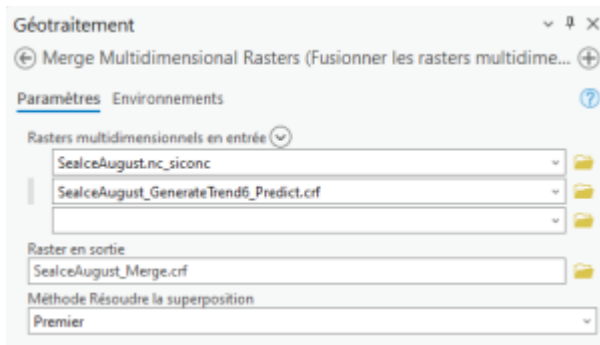 Géotraitement
Merge Multidimensional Rasters (Fusionner les rasters multidime...
Paramètres Environnements
?
Rasters multidimensionnels en entrée
SeaIceAugust.nc_siconc
SeaIceAugust_GenerateTrend6_Predict.crf
Raster en sortie
SeaIceAugust_Merge.crf
Méthode Résoudre la superposition
Premier